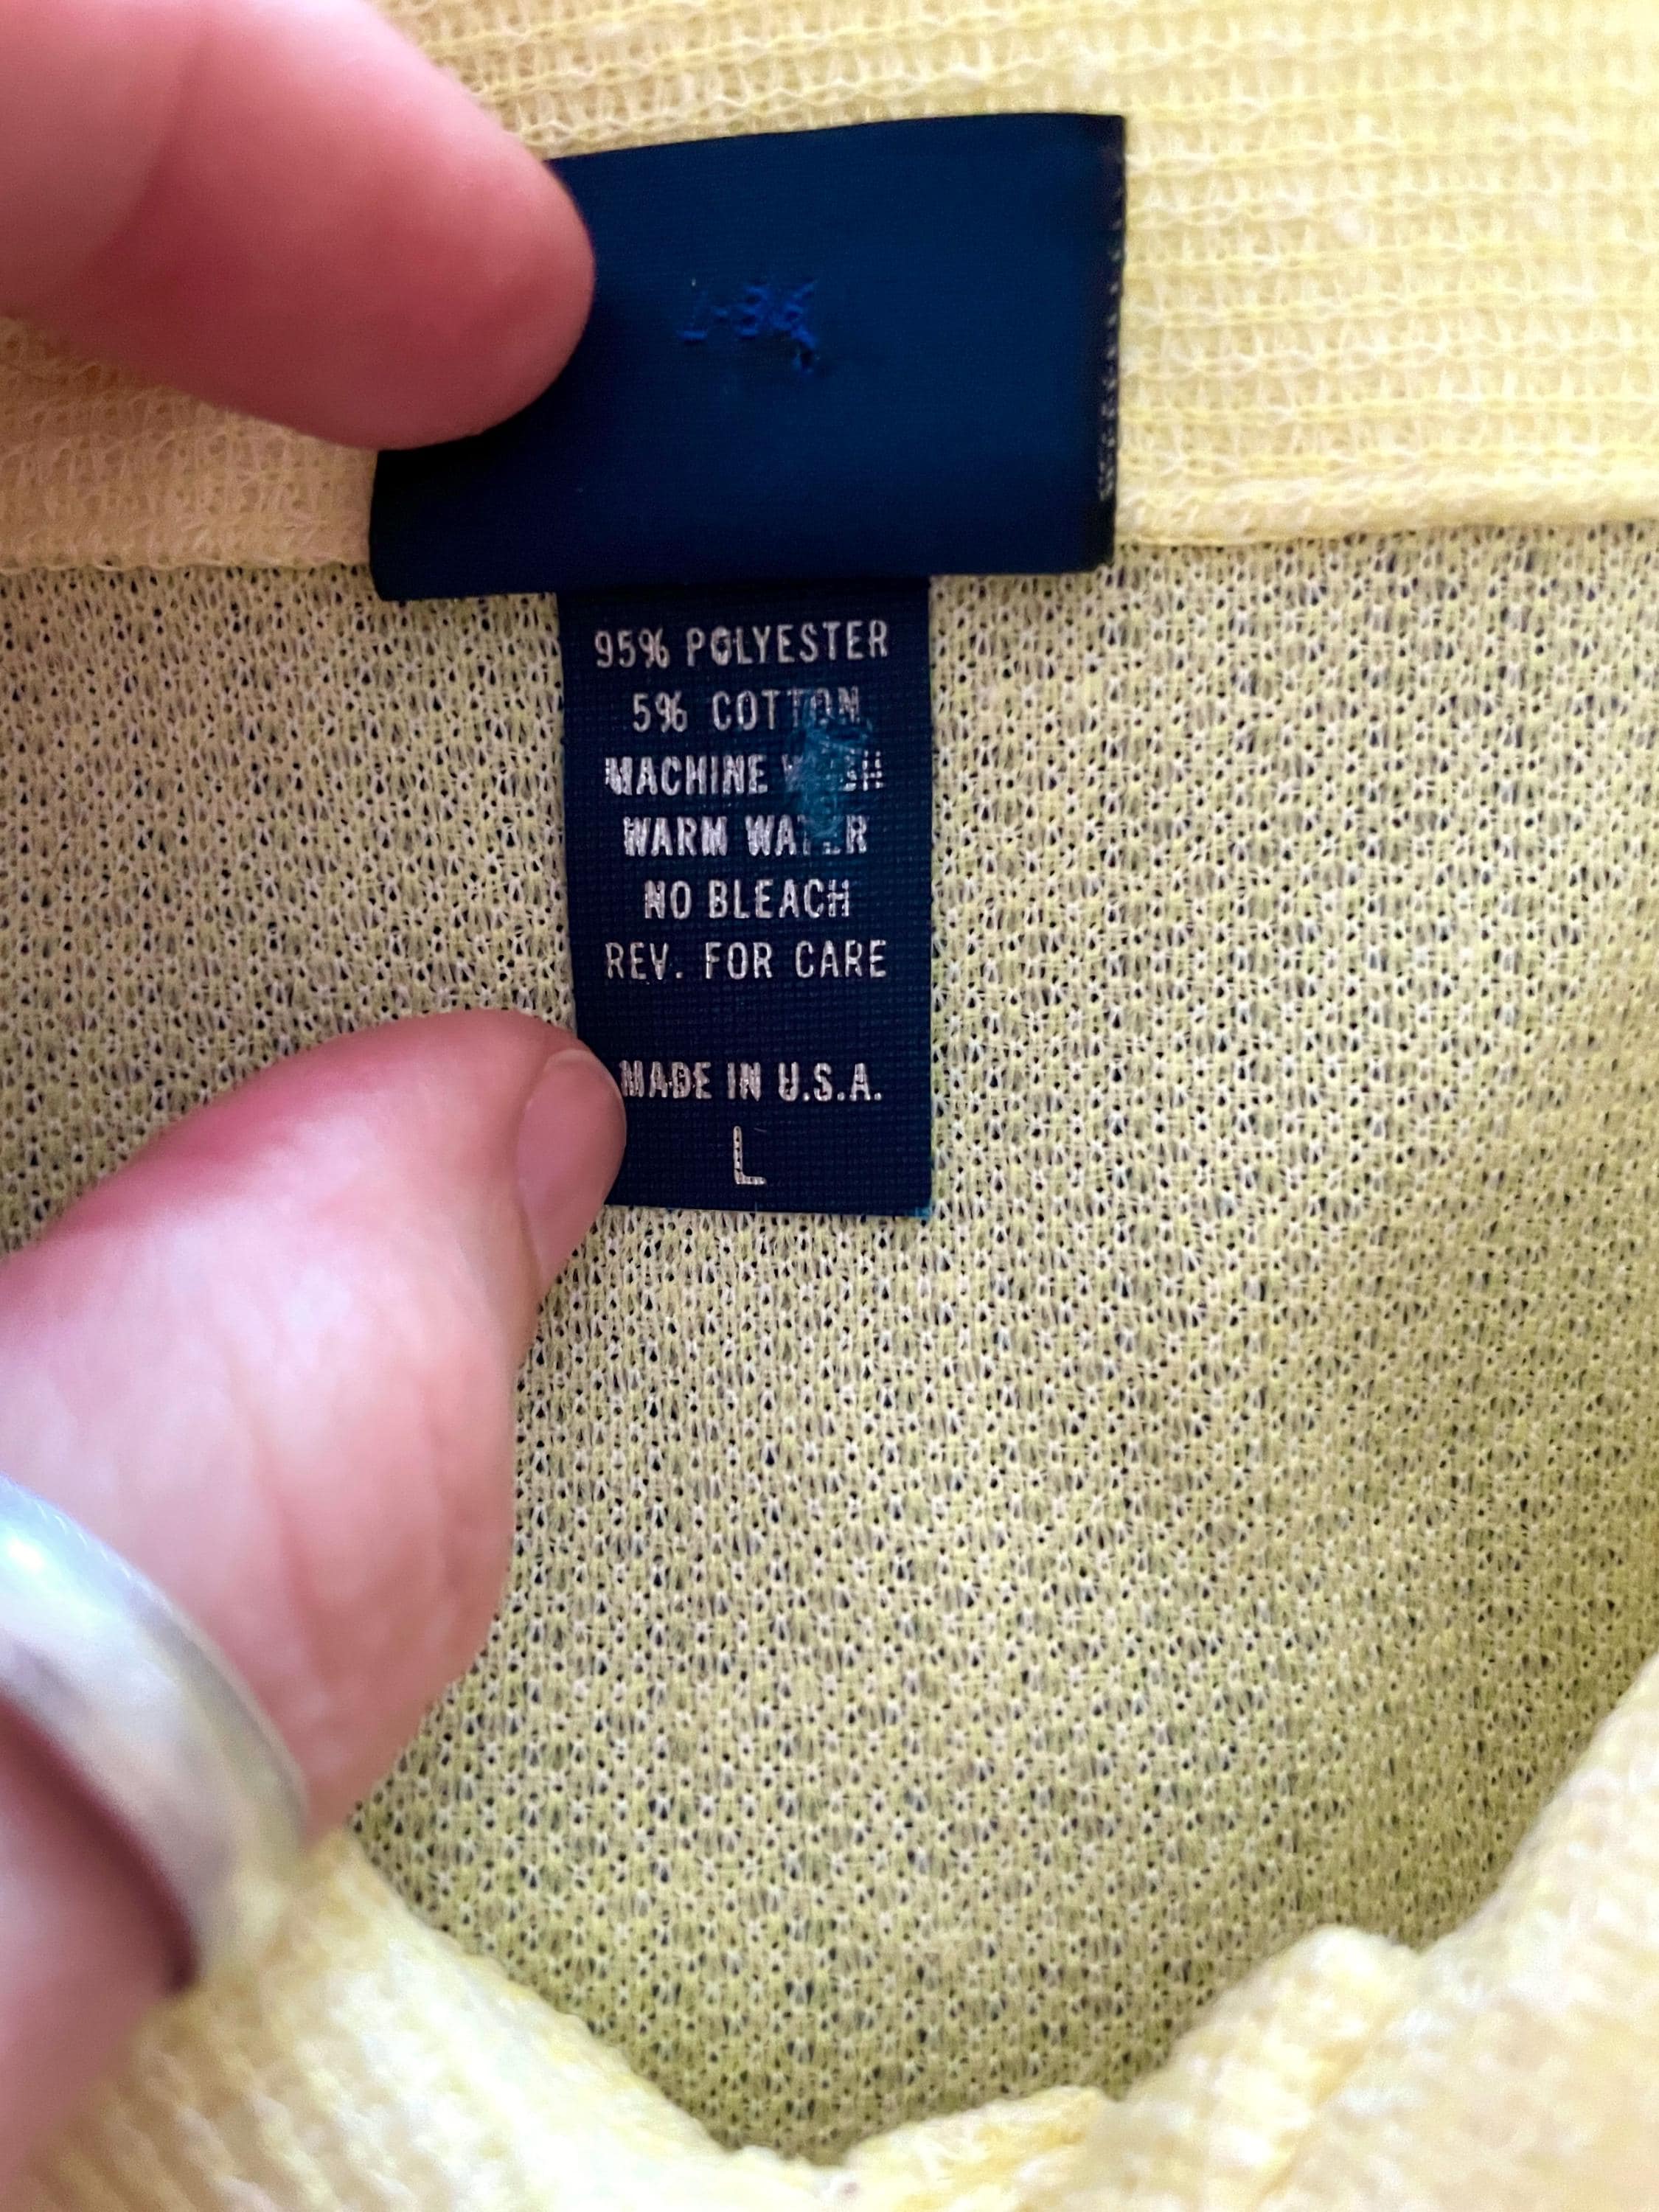 95% POLYESTER
5% COTTON
MACHINE WASH
WARM WATER
NO BLEACH
REV. FOR CARE
MADE IN U.S.A.
L